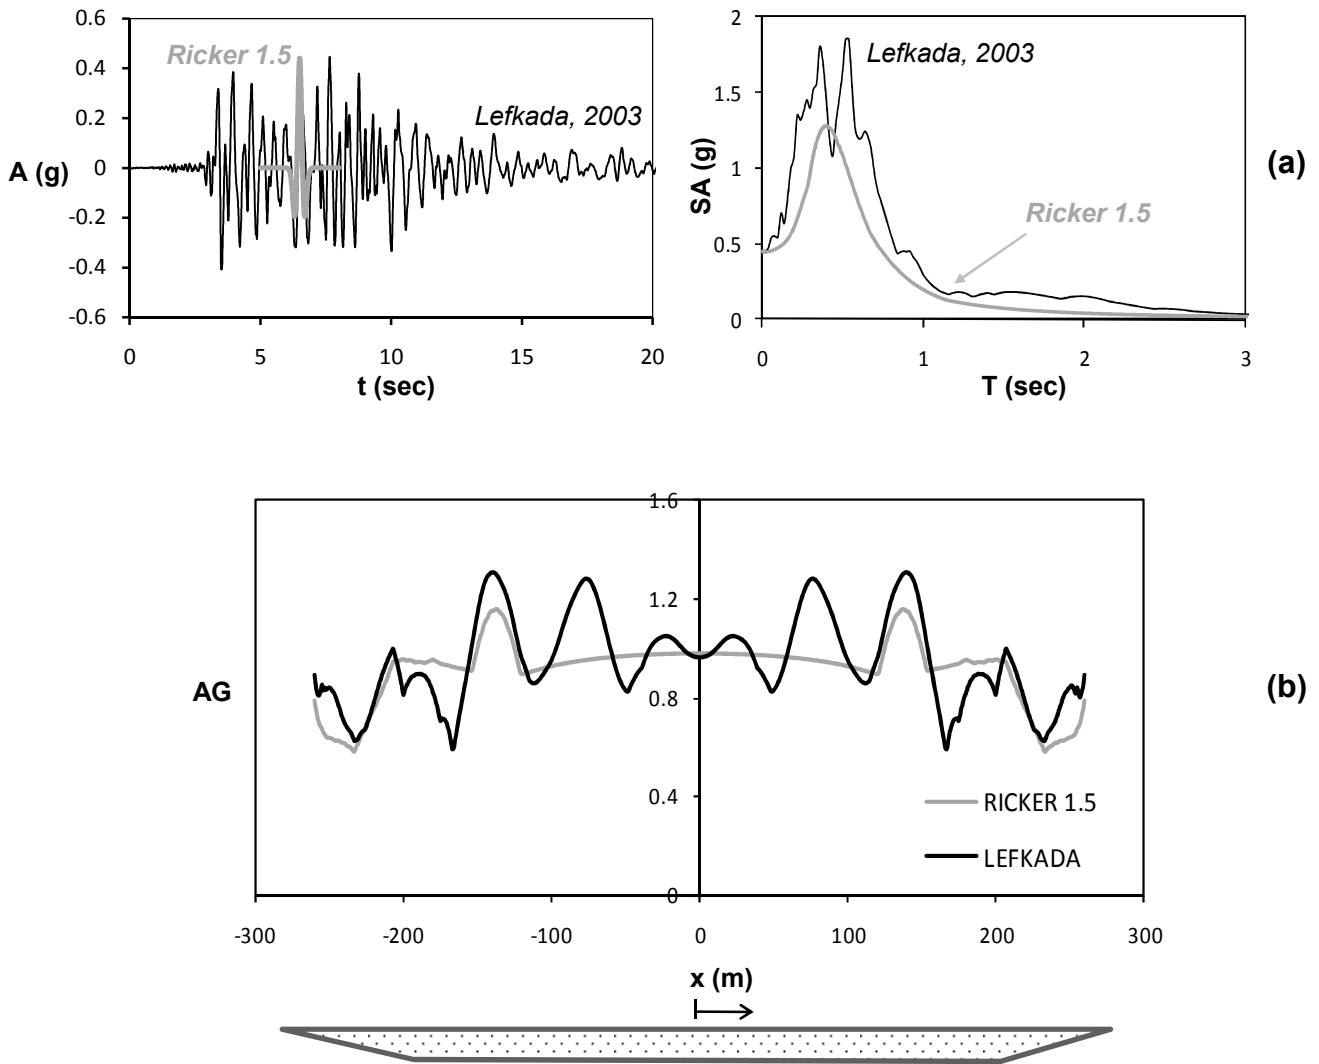 0.6
0.4
0.2
0
-0.2
-0.4
-0.6
A (g)
Ricker 1.5
Lefkada, 2003
0 5 10 15 20
t (sec)
2
1.5
1
0.5
0
SA (g)
Lefkada, 2003
Ricker 1.5
0 1 2 3
T (sec)
(a)
1.6
1.2
0.8
0.4
0
AG
RICKER 1.5
LEFKADA
(b)
-300 -200 -100 0 100 200 300
x (m)